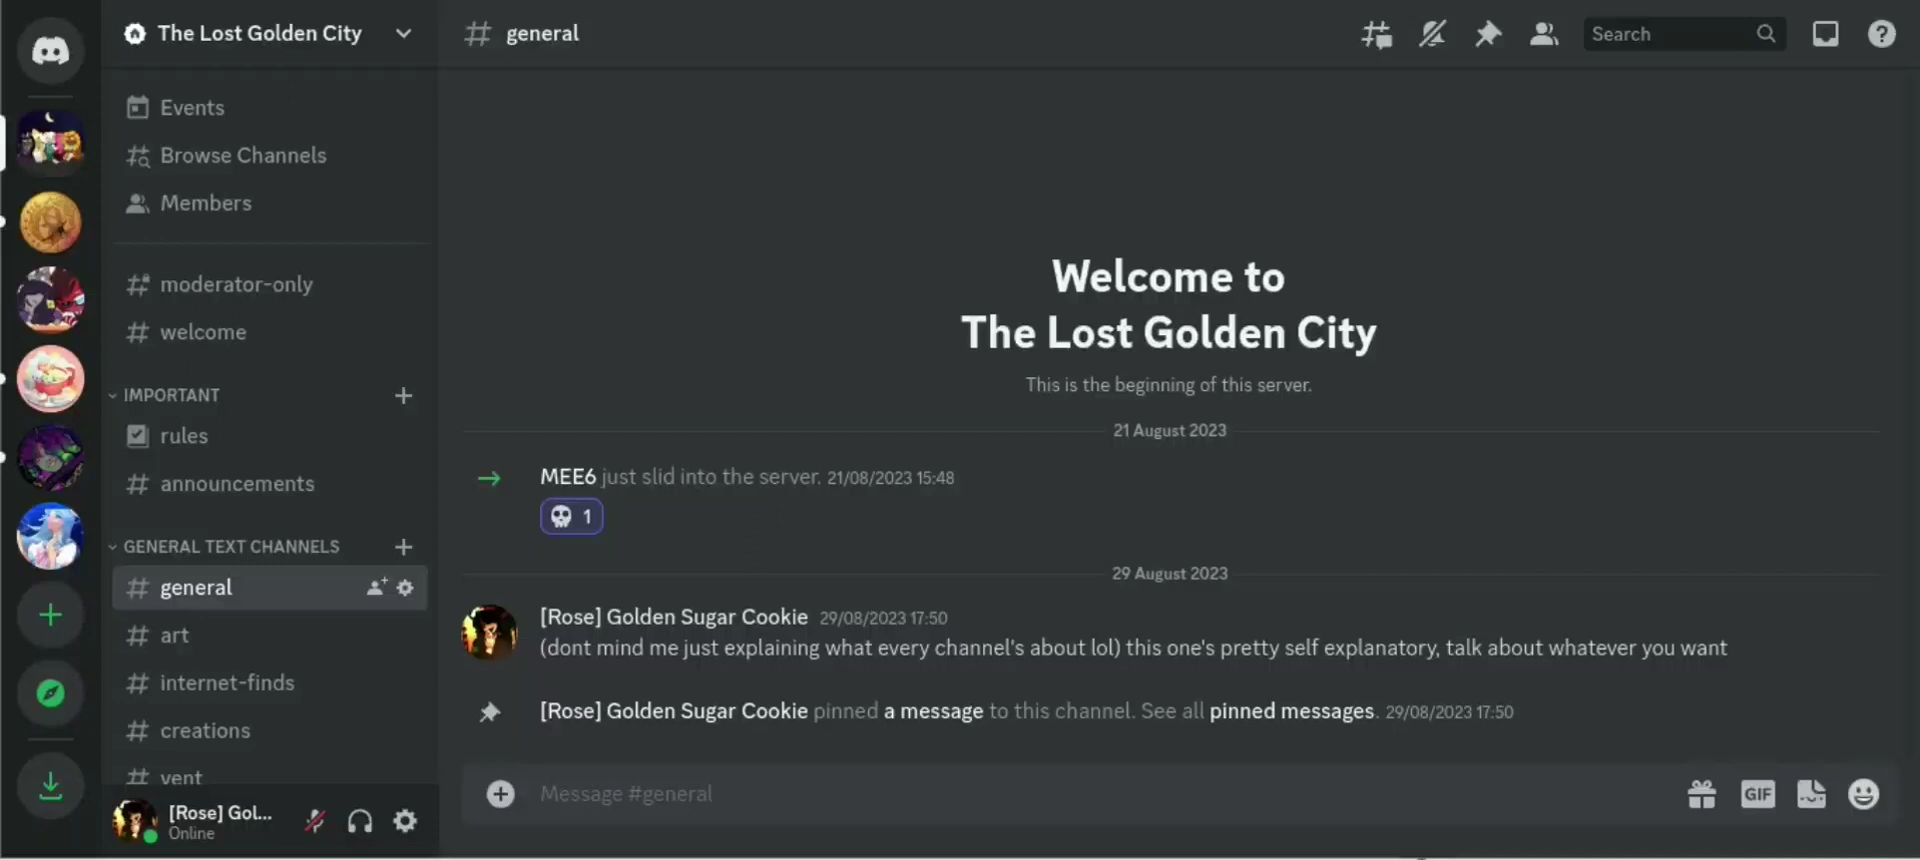 The Lost Golden City
Events
Browse Channels
Members
moderator-only
welcome
IMPORTANT
rules
announcements
GENERAL TEXT CHANNELS
general
art
internet-finds
creations
vent
[Rose] Gol...
Online
general
Search
Welcome to
The Lost Golden City
This is the beginning of this server.
21 August 2023
MEE6 just slid into the server. 21/08/2023 15:48
1
29 August 2023
[Rose] Golden Sugar Cookie 29/08/2023 17:50
(dont mind me just explaining what every channel's about lol) this one's pretty self explanatory, talk about whatever you want
[Rose] Golden Sugar Cookie pinned a message to this channel. See all pinned messages. 29/08/2023 17:50
Message #general
GIF